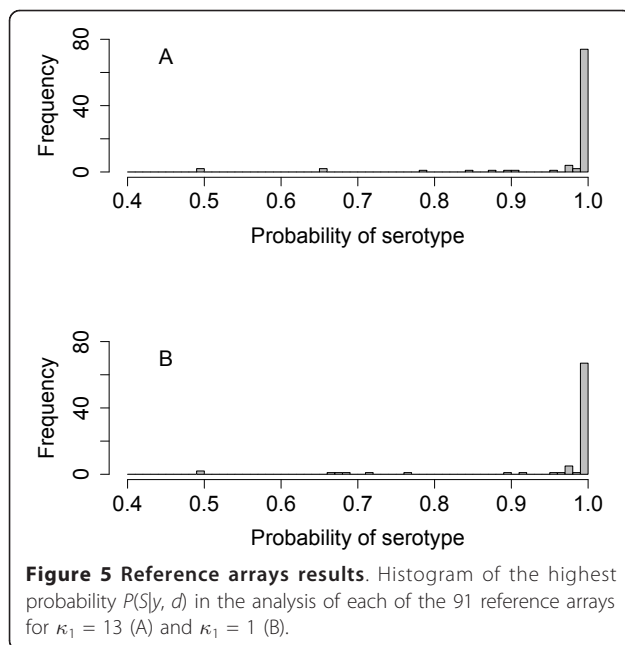 80
A
Frequency
40
0
0.4 0.5 0.6 0.7 0.8 0.9 1.0
Probability of serotype
80
B
Frequency
40
0
0.4 0.5 0.6 0.7 0.8 0.9 1.0
Probability of serotype
Figure 5 Reference arrays results. Histogram of the highest
probability P(S|y, d) in the analysis of each of the 91 reference arrays
for κ₁ = 13 (A) and κ₁ = 1 (B).